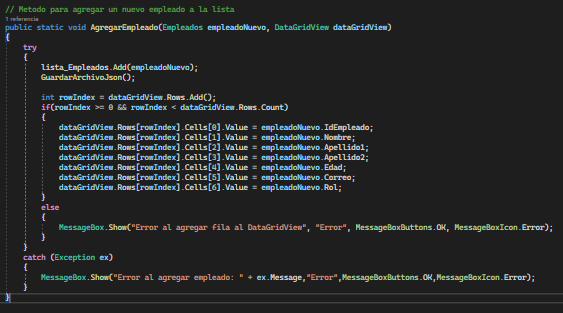 // Metodo para agregar un nuevo empleado a la lista
1 referencia
public static void AgregarEmpleado(Empleados empleadoNuevo, DataGridView dataGridView)
{
try
{
lista_Empleados.Add(empleadoNuevo);
GuardarArchivoJson();
int rowIndex = dataGridView.Rows.Add();
if(rowIndex >= 0 && rowIndex < dataGridView.Rows.Count)
{
dataGridView.Rows[rowIndex].Cells[0].Value = empleadoNuevo.IdEmpleado;
dataGridView.Rows[rowIndex].Cells[1].Value = empleadoNuevo.Nombre;
dataGridView.Rows[rowIndex].Cells[2].Value = empleadoNuevo.Apellido1;
dataGridView.Rows[rowIndex].Cells[3].Value = empleadoNuevo.Apellido2;
dataGridView.Rows[rowIndex].Cells[4].Value = empleadoNuevo.Edad;
dataGridView.Rows[rowIndex].Cells[5].Value = empleadoNuevo.Correo;
dataGridView.Rows[rowIndex].Cells[6].Value = empleadoNuevo.Rol;
}
else
{
MessageBox.Show("Error al agregar fila al DataGridView", "Error", MessageBoxButtons.OK, MessageBoxIcon.Error);
}
}
catch (Exception ex)
{
MessageBox.Show("Error al agregar empleado: " + ex.Message,"Error",MessageBoxButtons.OK,MessageBoxIcon.Error);
}
}